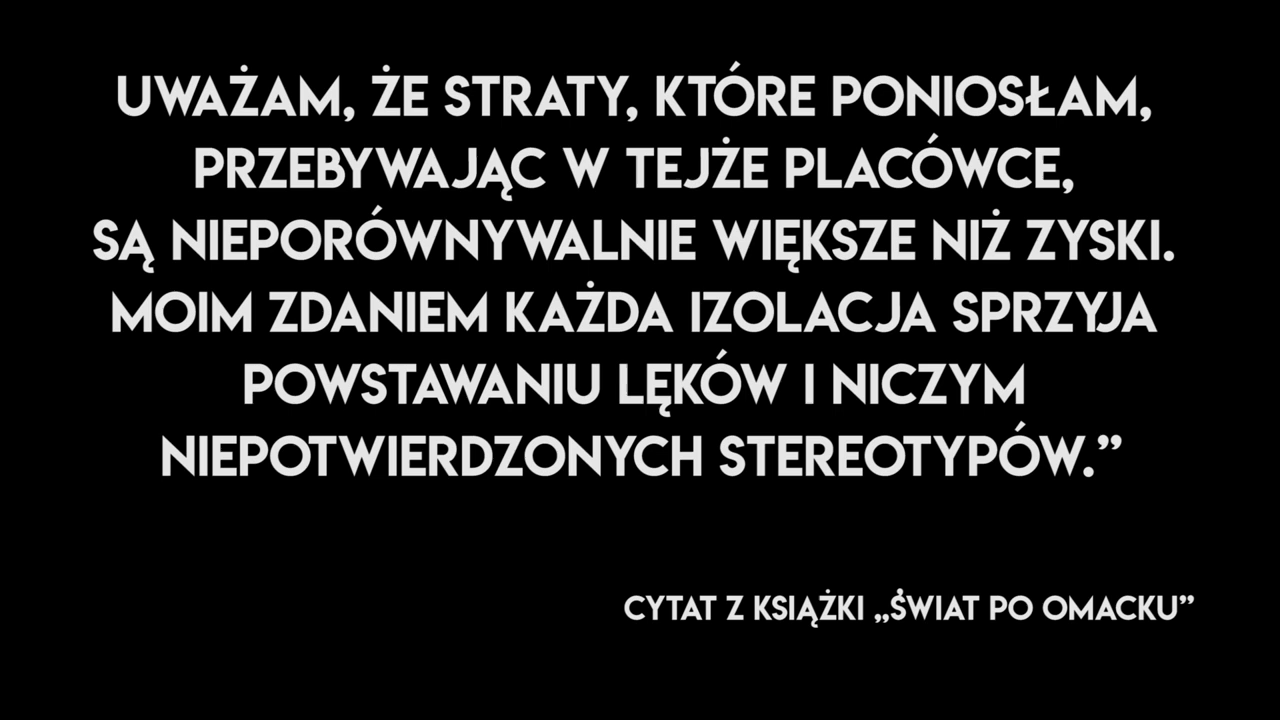 UWAŻAM, ŻE STRATY, KTÓRE PONIOSŁAM,
PRZEBYWAJĄC W TEJŻE PLACÓWCE,
SĄ NIEPORÓWNYWALNIE WIĘKSZE NIŻ ZYSKI.
MOIM ZDANIEM KAŻDA IZOLACJA SPRZYJA
POWSTAWANIU LĘKÓW I NICZYM
NIEPOTWIERDZONYCH STEREOTYPÓW.”
CYTAT Z KSIĄŻKI „ŚWIAT PO OMACKU”